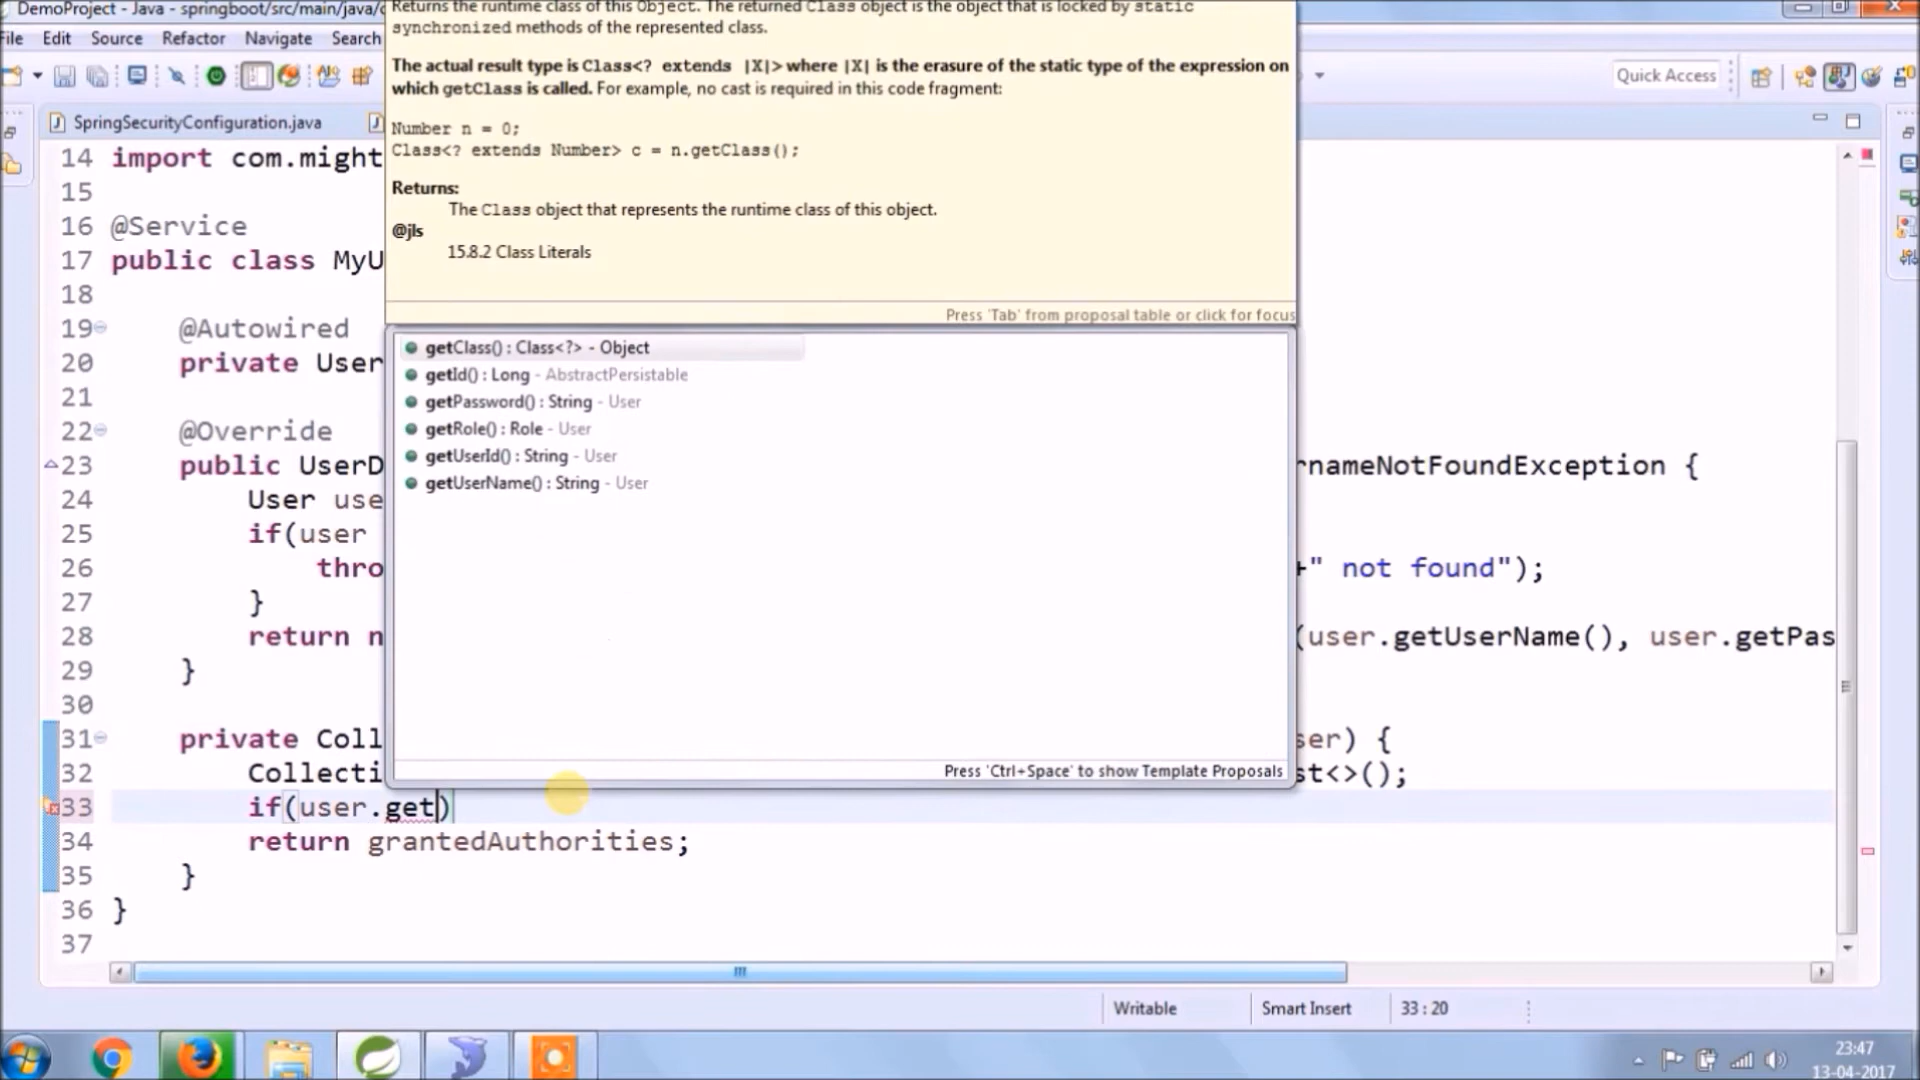 DemoProject - Java - springboot/src/main/java/c
File Edit Source Refactor Navigate Search
Quick Access
SpringSecurityConfiguration.java
Returns the runtime class of this Object. The returned Class object is the object that is locked by static
synchronized methods of the represented class.
The actual result type is Class<? extends |X|> where |X| is the erasure of the static type of the expression on
which getClass is called. For example, no cast is required in this code fragment:
Number n = 0;
Class<? extends Number> c = n.getClass();
Returns:
The Class object that represents the runtime class of this object.
@jls
15.8.2 Class Literals
Press 'Tab' from proposal table or click for focus
getClass() : Class<?> - Object
getId() : Long - AbstractPersistable
getPassword() : String - User
getRole() : Role - User
getUserId() : String - User
getUserName() : String - User
Press 'Ctrl+Space' to show Template Proposals
14 import com.might
15
16 @Service
17 public class MyU
18
19 @Autowired
20 private User
21
22 @Override
23 public UserD rnameNotFoundException {
24 User use
25 if(user
26 thro +" not found");
27 }
28 return n (user.getUserName(), user.getPas
29 }
30
31 private Coll ser) {
32 Collecti st<>();
33 if(user.get)
34 return grantedAuthorities;
35 }
36 }
37
Writable Smart Insert 33 : 20
23:47
13-04-2017